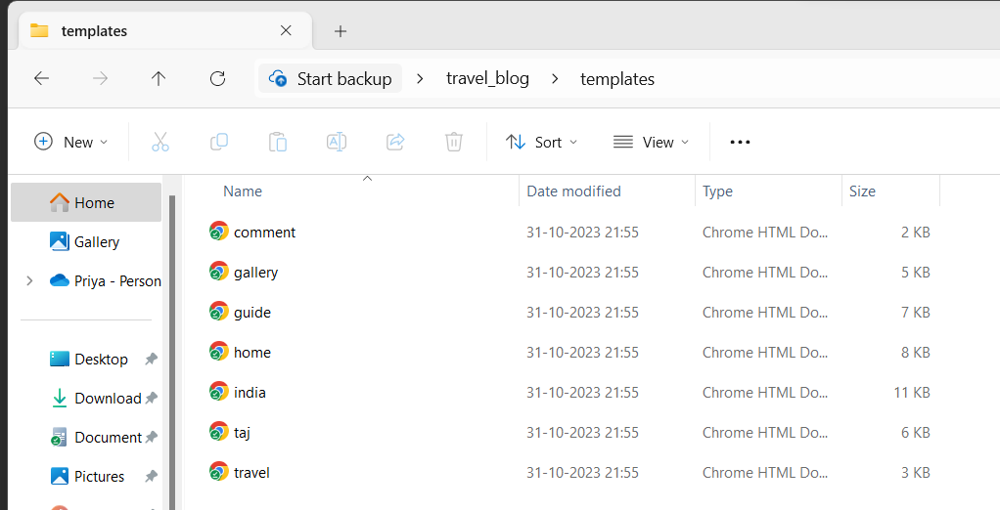 templates
Start backup > travel_blog > templates
New Sort View
Name Date modified Type Size
Home
Gallery
Priya - Person
Desktop
Download
Document
Pictures
comment 31-10-2023 21:55 Chrome HTML Do... 2 KB
gallery 31-10-2023 21:55 Chrome HTML Do... 5 KB
guide 31-10-2023 21:55 Chrome HTML Do... 7 KB
home 31-10-2023 21:55 Chrome HTML Do... 8 KB
india 31-10-2023 21:55 Chrome HTML Do... 11 KB
taj 31-10-2023 21:55 Chrome HTML Do... 6 KB
travel 31-10-2023 21:55 Chrome HTML Do... 3 KB